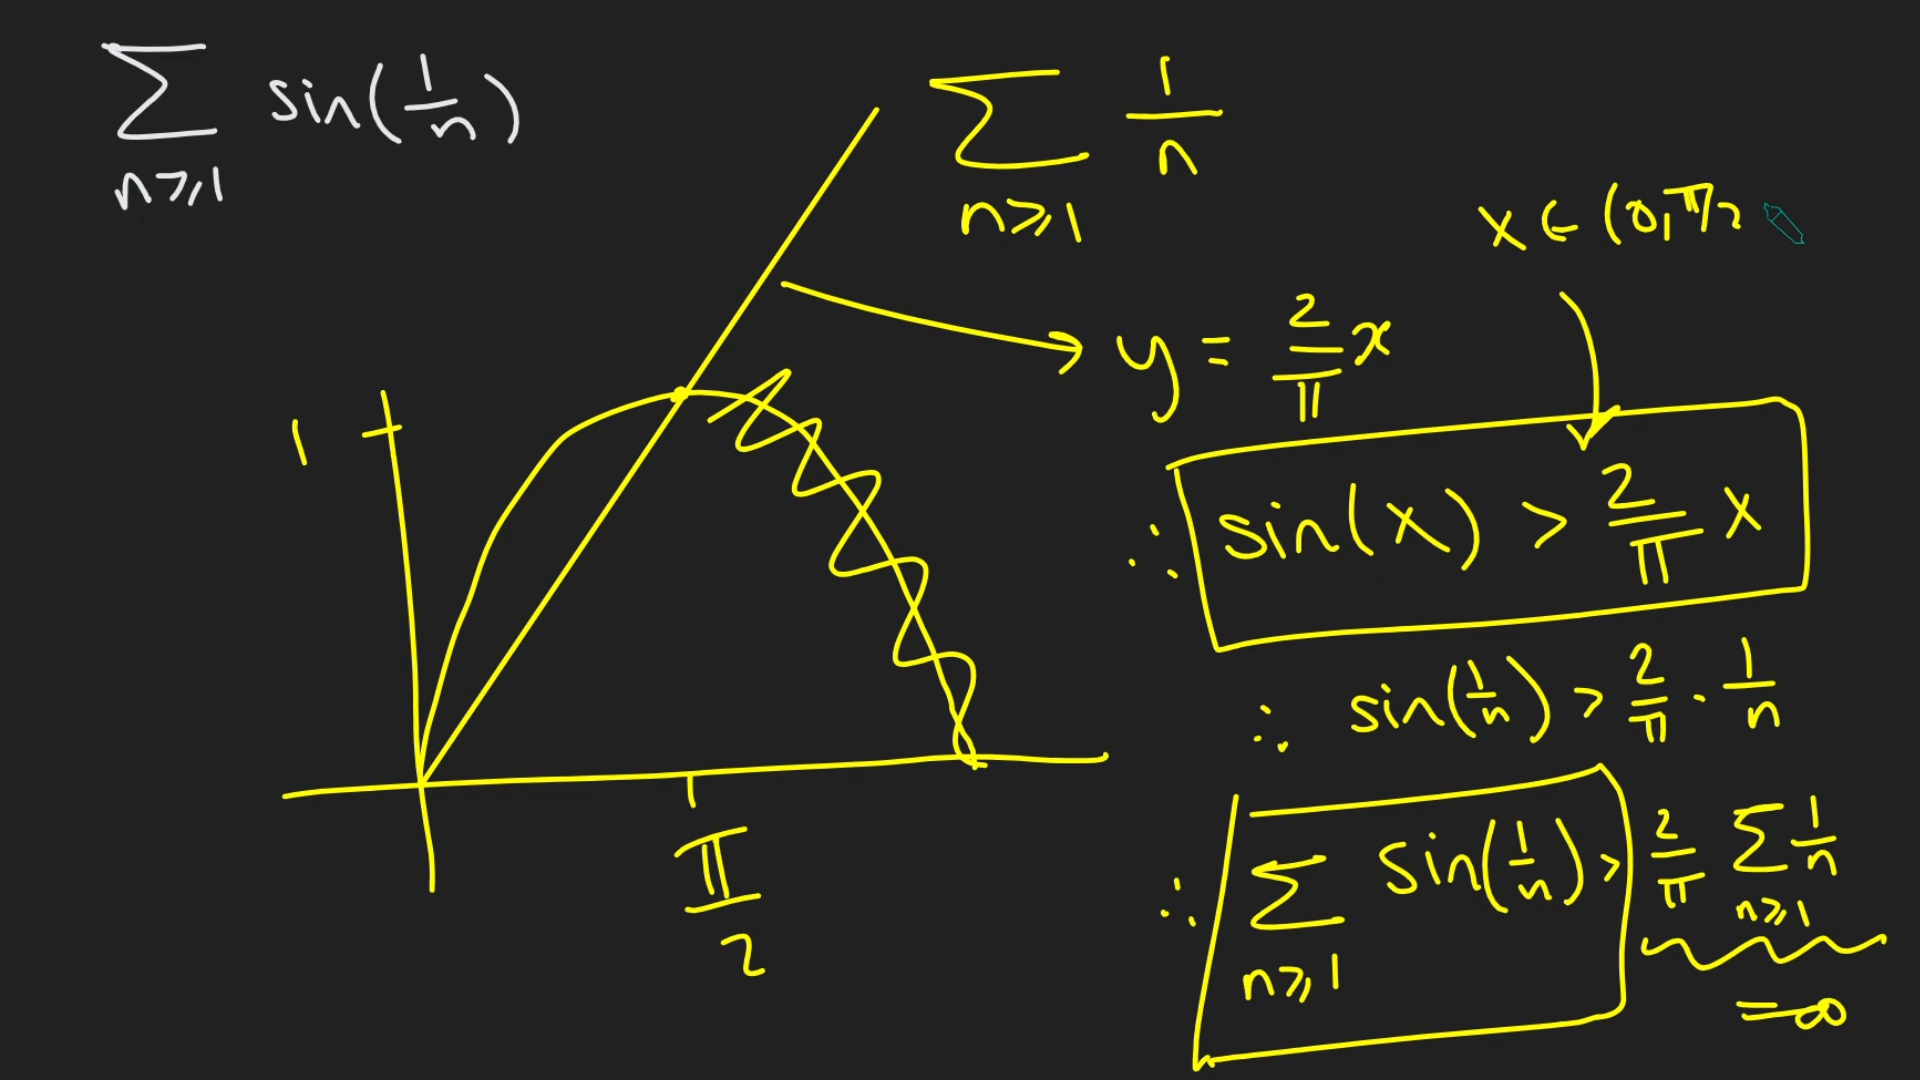 ∑ sin(1/n)
n≥1
∑ 1/n
n≥1
x ∈ (0,π/2
y = 2/π x
1
∴ sin(x) > 2/π x
∴ sin(1/n) > 2/π · 1/n
∴ ∑ sin(1/n) > 2/π ∑ 1/n
n≥1 n≥1
= ∞
π/2